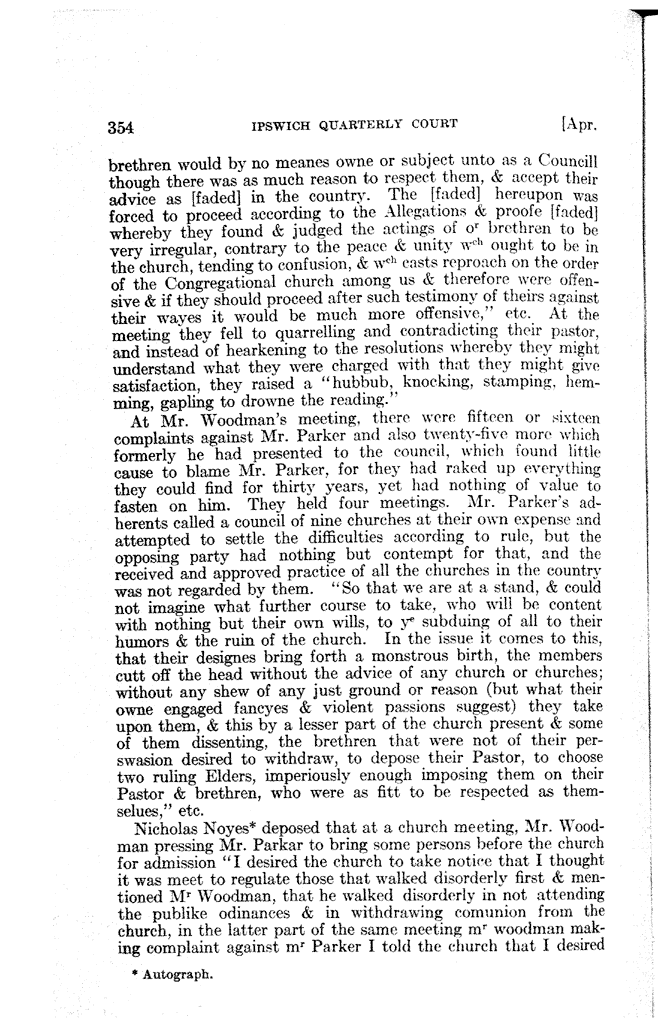 354 IPSWICH QUARTERLY COURT [Apr.
brethren would by no meanes owne or subject unto as a Councill
though there was as much reason to respect them, & accept their
advice as [faded] in the country. The [faded] hereupon was
forced to proceed according to the Allegations & proofe [faded]
whereby they found & judged the actings of oʳ brethren to be
very irregular, contrary to the peace & unity wᶜʰ ought to be in
the church, tending to confusion, & wᶜʰ casts reproach on the order
of the Congregational church among us & therefore were offen-
sive & if they should proceed after such testimony of theirs against
their wayes it would be much more offensive," etc. At the
meeting they fell to quarrelling and contradicting their pastor,
and instead of hearkening to the resolutions whereby they might
understand what they were charged with that they might give
satisfaction, they raised a "hubbub, knocking, stamping, hem-
ming, gapling to drowne the reading."
At Mr. Woodman's meeting, there were fifteen or sixteen
complaints against Mr. Parker and also twenty-five more which
formerly he had presented to the council, which found little
cause to blame Mr. Parker, for they had raked up everything
they could find for thirty years, yet had nothing of value to
fasten on him. They held four meetings. Mr. Parker's ad-
herents called a council of nine churches at their own expense and
attempted to settle the difficulties according to rule, but the
opposing party had nothing but contempt for that, and the
received and approved practice of all the churches in the country
was not regarded by them. "So that we are at a stand, & could
not imagine what further course to take, who will be content
with nothing but their own wills, to yᵉ subduing of all to their
humors & the ruin of the church. In the issue it comes to this,
that their designes bring forth a monstrous birth, the members
cutt off the head without the advice of any church or churches;
without any shew of any just ground or reason (but what their
owne engaged fancyes & violent passions suggest) they take
upon them, & this by a lesser part of the church present & some
of them dissenting, the brethren that were not of their per-
swasion desired to withdraw, to depose their Pastor, to choose
two ruling Elders, imperiously enough imposing them on their
Pastor & brethren, who were as fitt to be respected as them-
selues," etc.
Nicholas Noyes* deposed that at a church meeting, Mr. Wood-
man pressing Mr. Parkar to bring some persons before the church
for admission "I desired the church to take notice that I thought
it was meet to regulate those that walked disorderly first & men-
tioned Mʳ Woodman, that he walked disorderly in not attending
the publike odinances & in withdrawing comunion from the
church, in the latter part of the same meeting mʳ woodman mak-
ing complaint against mʳ Parker I told the church that I desired
* Autograph.